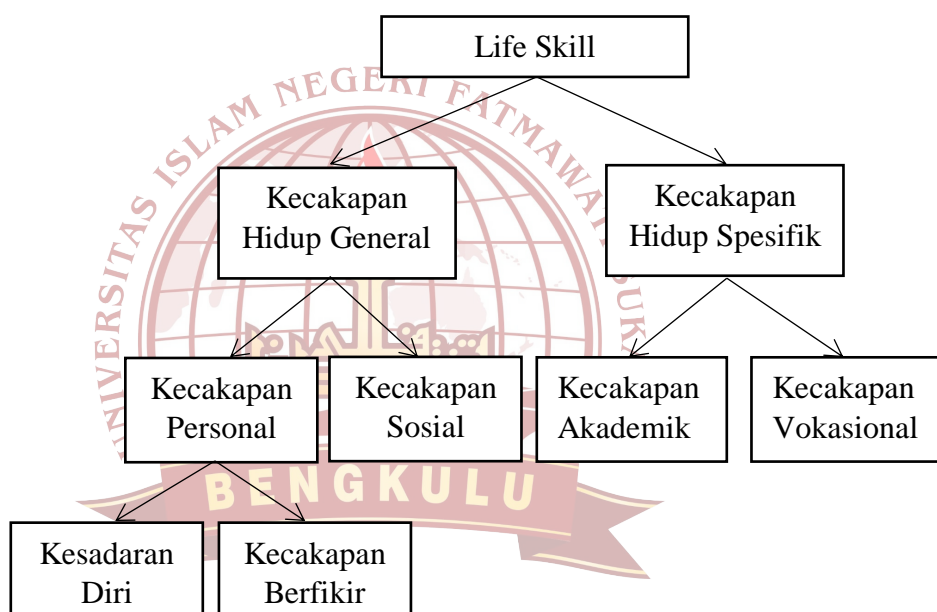 Life Skill
UNIVERSITAS ISLAM NEGERI FATMAWATI SUKA
Kecakapan
Hidup General
Kecakapan
Hidup Spesifik
Kecakapan
Personal
Kecakapan
Sosial
Kecakapan
Akademik
Kecakapan
Vokasional
BENGKULU
Kesadaran
Diri
Kecakapan
Berfikir